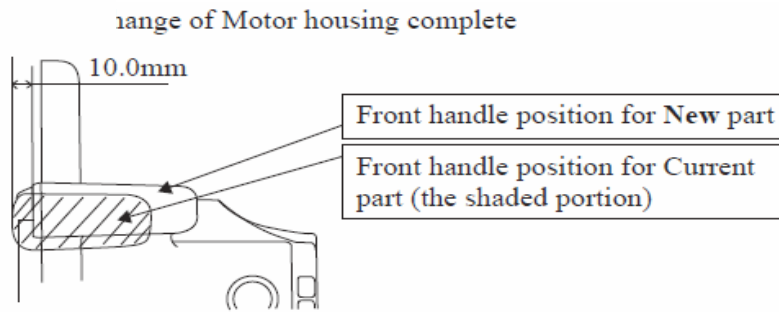 of Motor housing complete
10.0mm
Front handle position for New part
Front handle position for Current
part (the shaded portion)